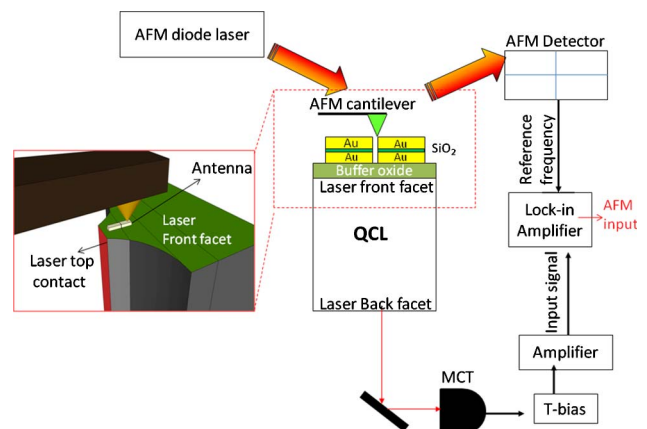 AFM diode laser
AFM Detector
AFM cantilever
Au
Au
SiO₂
Au
Au
Buffer oxide
Laser front facet
QCL
Laser Back facet
Antenna
Laser
Front facet
Laser top
contact
Reference
frequency
Lock-in
Amplifier
AFM
input
Input signal
Amplifier
T-bias
MCT